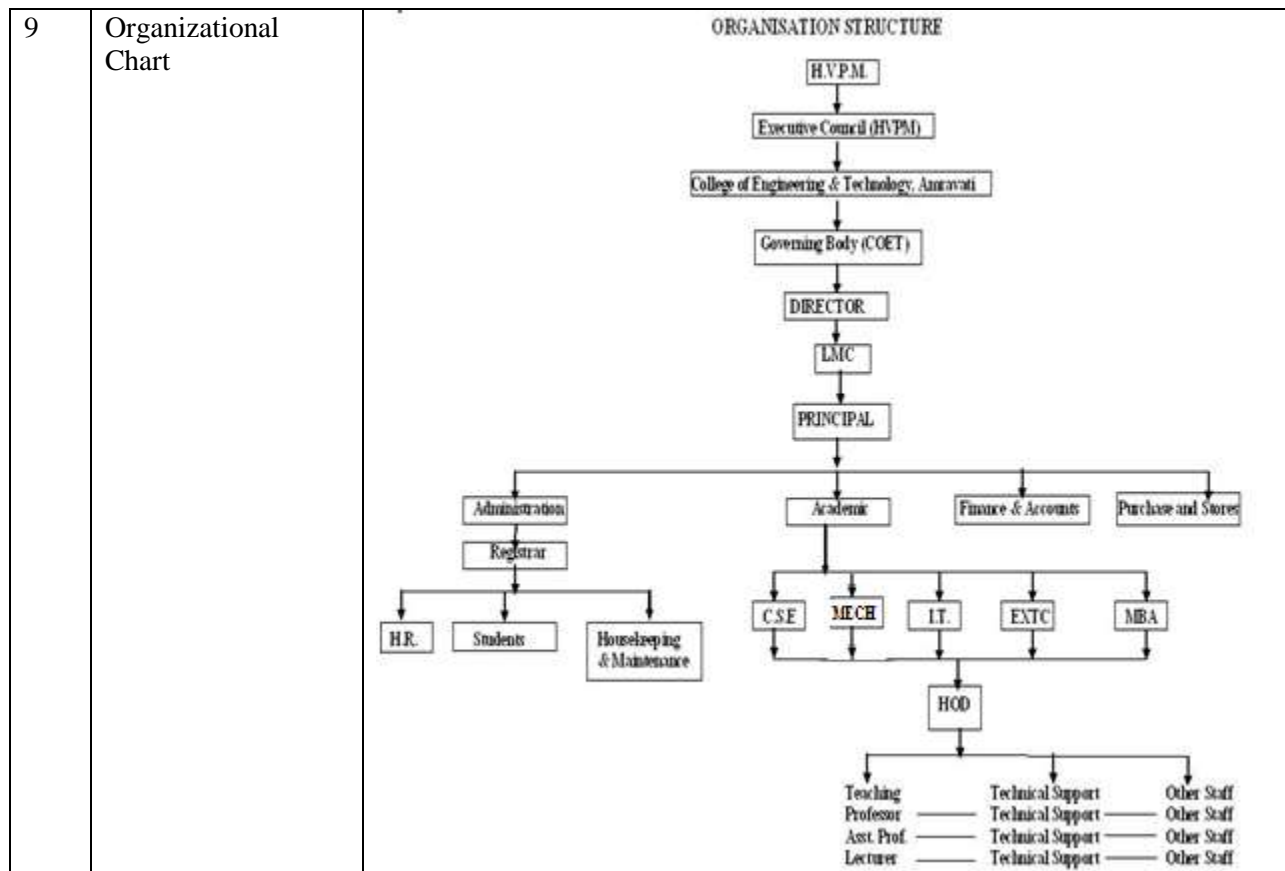 9
Organizational
Chart
ORGANISATION STRUCTURE
H.V.P.M.
Executive Council (HVPM)
College of Engineering & Technology, Amravati
Governing Body (COET)
DIRECTOR
LMC
PRINCIPAL
Administration Academic Finance & Accounts Purchase and Stores
Registrar
C.S.E MECH I.T. EXTC MBA
H.R. Students Housekeeping
& Maintenance
HOD
Teaching Technical Support Other Staff
Professor Technical Support Other Staff
Asst. Prof. Technical Support Other Staff
Lecturer Technical Support Other Staff